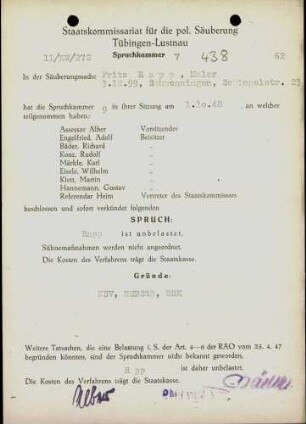 Staatskommissariat für die pol. Säuberung
Tübingen-Lustnau
11/XX/272 Spruchkammer 7 438 62
In der Säuberungssache Fritz Rapp, Maler
3.12.99, Schwenningen, 23
hat die Spruchkammer 9 in ihrer Sitzung am 1.10.48 an welcher
teilgenommen haben:
Assessor Alber Vorsitzender
Engelfried, Adolf Beisitzer
Bäder, Richard "
Konz, Rudolf "
Märkle, Karl "
Eisele, Wilhelm "
Klett, Martin "
Hannemann, Gustav "
Referendar Heim Vertreter des Staatskommissars
beschlossen und sofort verkündet folgenden
SPRUCH:
Rapp ist unbelastet.
Sühnemaßnahmen werden nicht angeordnet.
Die Kosten des Verfahrens trägt die Staatskasse.
Gründe:
NSV,
Weitere Tatsachen, die eine Belastung i. S. der Art. 4—6 der RAO vom 25. 4. 47
begründen könnten, sind der Spruchkammer nicht bekannt geworden.
Rapp ist daher unbelastet.
Die Kosten des Verfahrens trägt die Staatskasse.
Alber